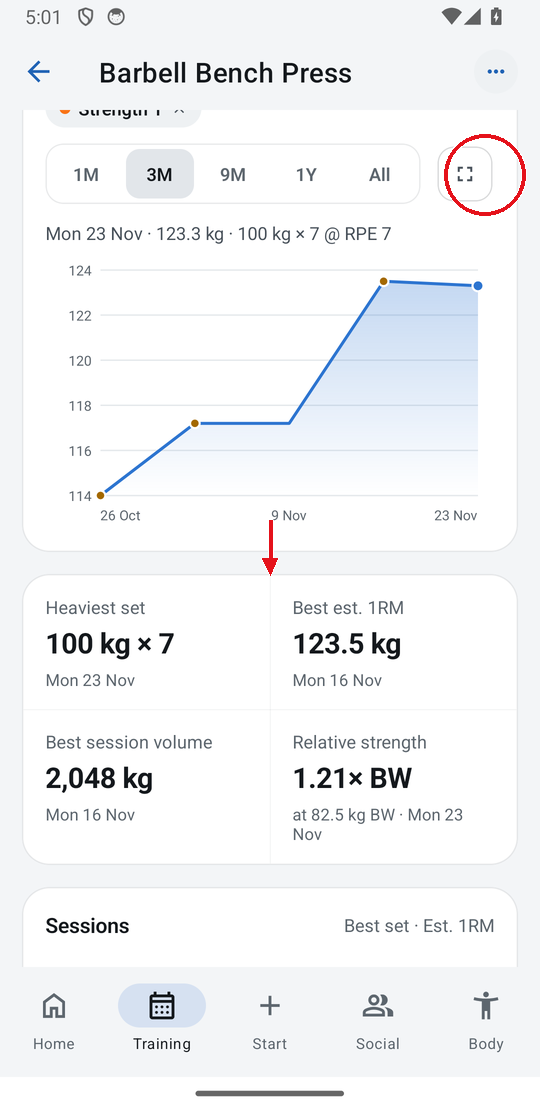 5:01
Barbell Bench Press
Strength 1 ×
1M 3M 9M 1Y All
Mon 23 Nov · 123.3 kg · 100 kg × 7 @ RPE 7
124
122
120
118
116
114
26 Oct 9 Nov 23 Nov
Heaviest set
100 kg × 7
Mon 23 Nov
Best est. 1RM
123.5 kg
Mon 16 Nov
Best session volume
2,048 kg
Mon 16 Nov
Relative strength
1.21× BW
at 82.5 kg BW · Mon 23
Nov
Sessions
Best set · Est. 1RM
Home Training Start Social Body